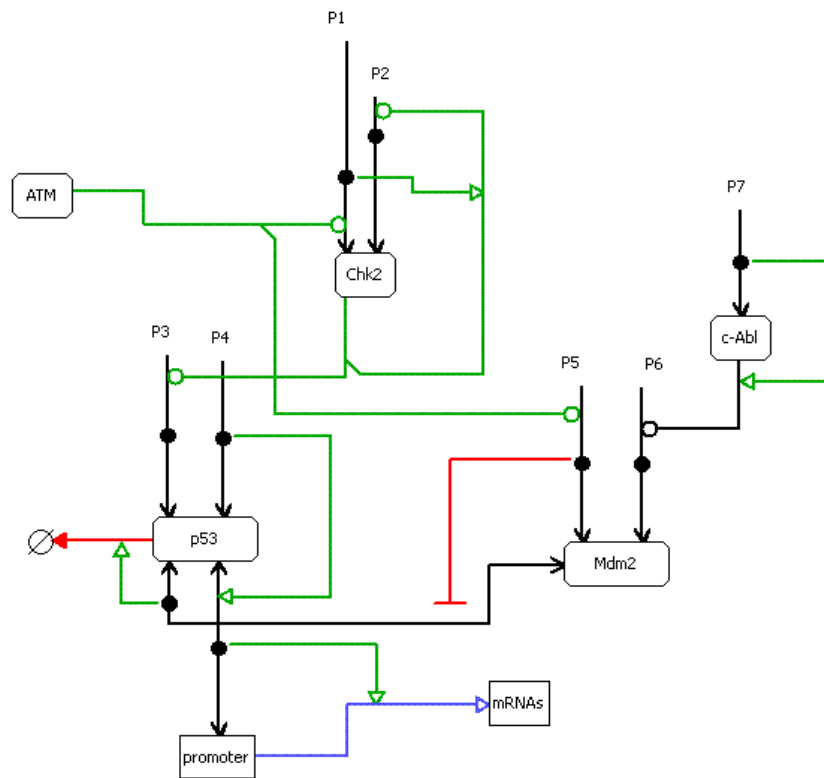 P1
P2
ATM
P7
Chk2
c-Abl
P3
P4
P5
P6
p53
Mdm2
mRNAs
promoter